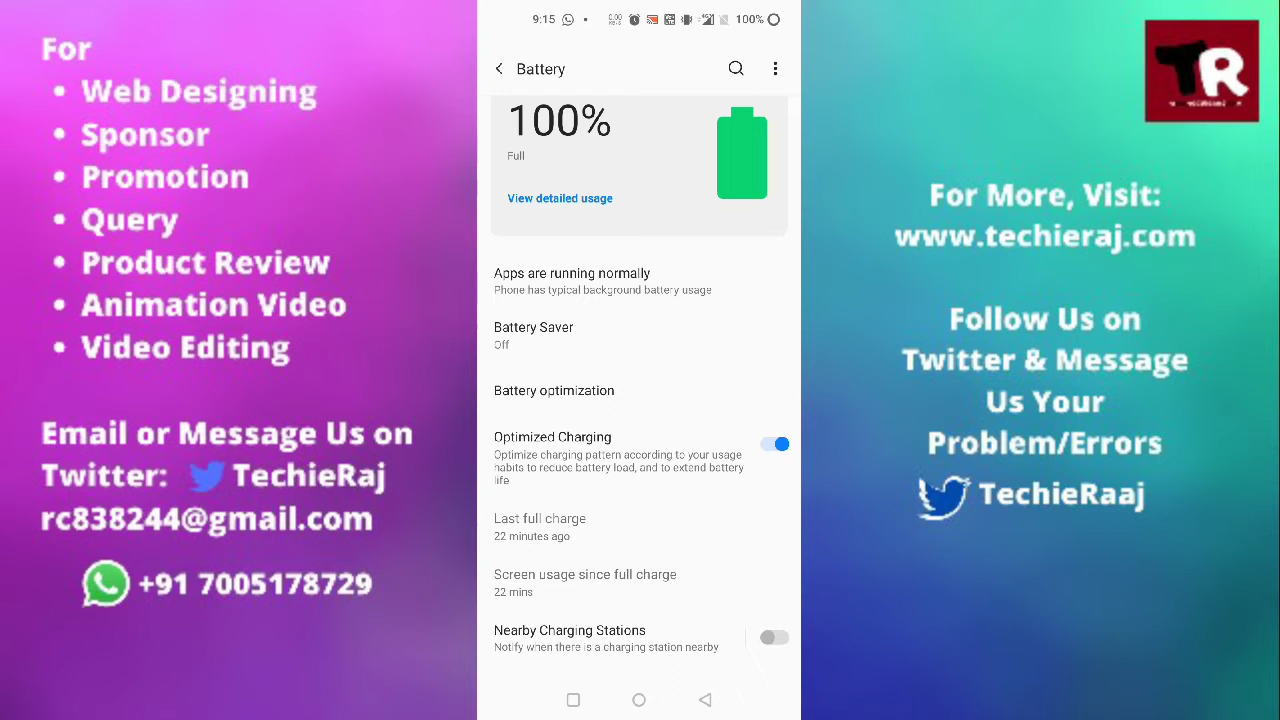 For
• Web Designing
• Sponsor
• Promotion
• Query
• Product Review
• Animation Video
• Video Editing
Email or Message Us on
Twitter: TechieRaj
rc838244@gmail.com
+91 7005178729
9:15
100%
Battery
100%
Full
View detailed usage
Apps are running normally
Phone has typical background battery usage
Battery Saver
Off
Battery optimization
Optimized Charging
Optimize charging pattern according to your usage
habits to reduce battery load, and to extend battery
life
Last full charge
22 minutes ago
Screen usage since full charge
22 mins
Nearby Charging Stations
Notify when there is a charging station nearby
TR
For More, Visit:
www.techieraj.com
Follow Us on
Twitter & Message
Us Your
Problem/Errors
TechieRaaj